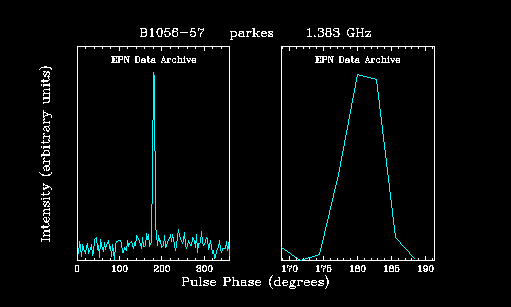 B1056-57 parkes 1.383 GHz
EPN Data Archive EPN Data Archive
Intensity (arbitrary units)
0 100 200 300 170 175 180 185 190
Pulse Phase (degrees)